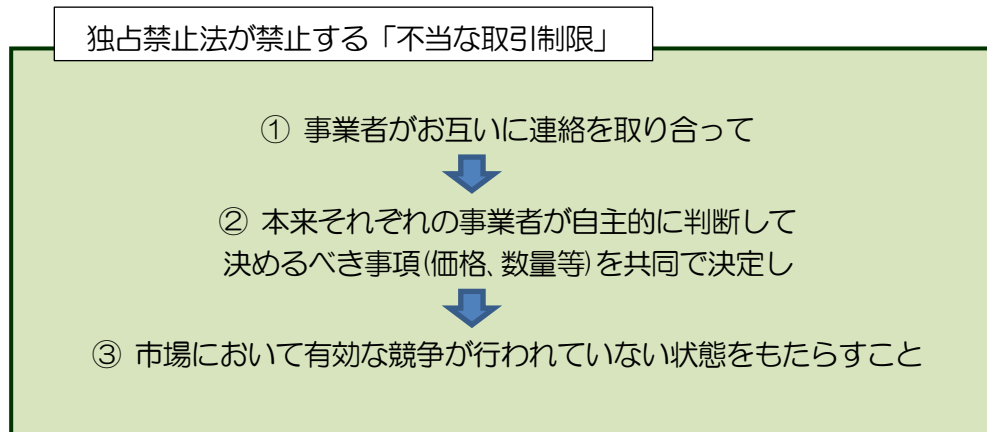 独占禁止法が禁止する「不当な取引制限」
① 事業者がお互いに連絡を取り合って
② 本来それぞれの事業者が自主的に判断して
決めるべき事項(価格、数量等)を共同で決定し
③ 市場において有効な競争が行われていない状態をもたらすこと